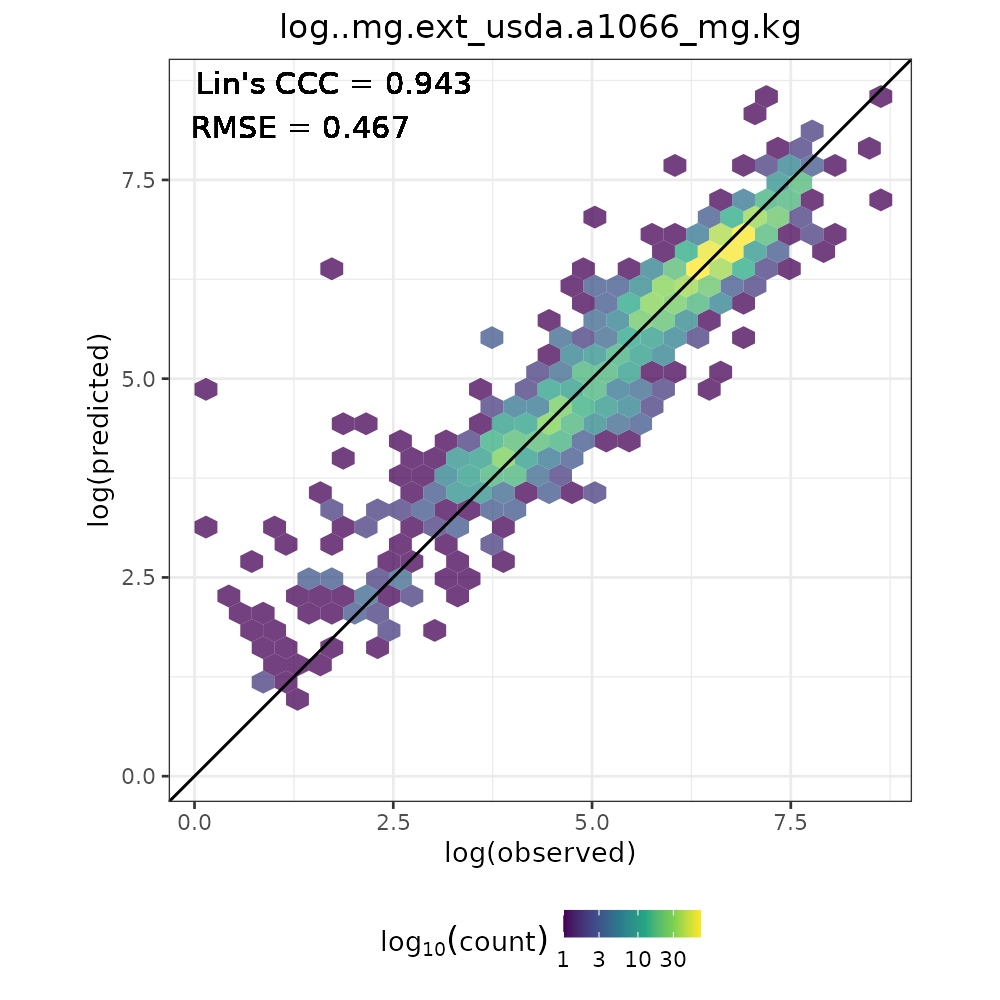 log..mg.ext_usda.a1066_mg.kg
Lin's CCC = 0.943
RMSE = 0.467
7.5
5.0
2.5
0.0
log(predicted)
0.0 2.5 5.0 7.5
log(observed)
log₁₀(count)
1 3 10 30